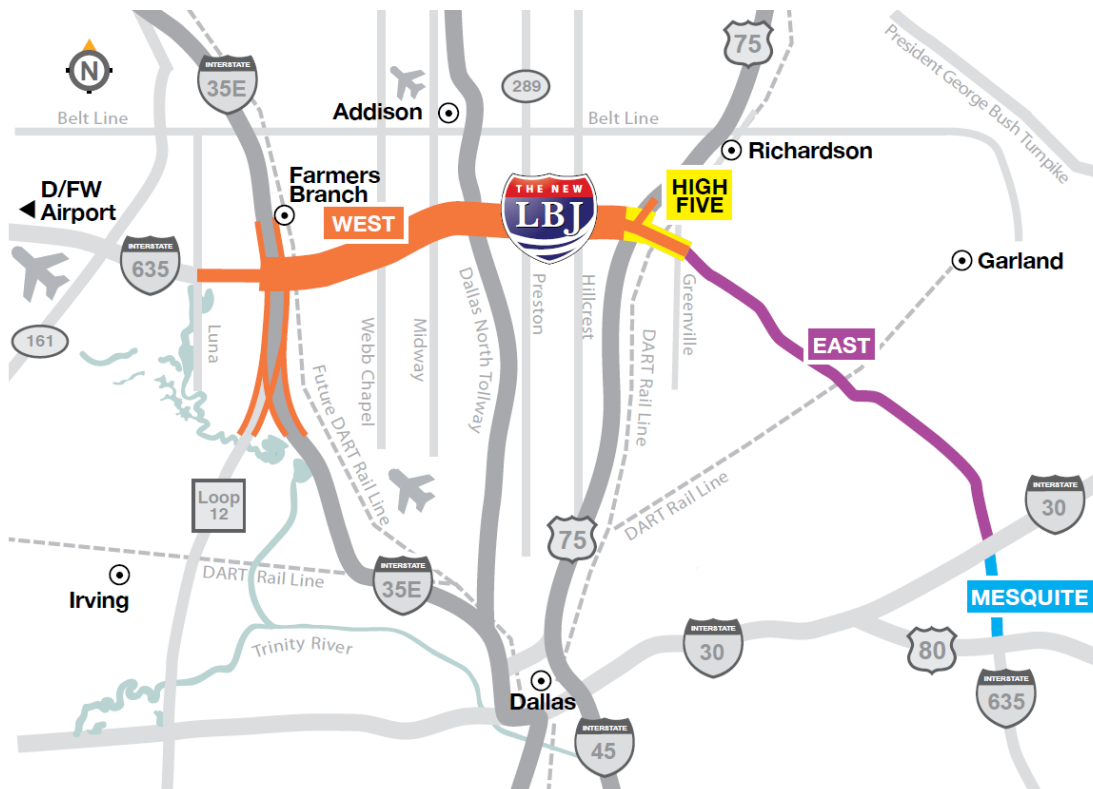 N
INTERSTATE
35E
75
President George Bush Turnpike
289
Addison
Belt Line
Belt Line
Richardson
D/FW
Airport
Farmers
Branch
WEST
THE NEW
LBJ
HIGH
FIVE
INTERSTATE
635
Garland
161
Luna
Webb Chapel
Midway
Dallas North Tollway
Preston
Hillcrest
DART Rail Line
Greenville
EAST
Future DART Rail Line
Loop
12
75
DART Rail Line
INTERSTATE
30
DART Rail Line
Irving
INTERSTATE
35E
MESQUITE
Trinity River
INTERSTATE
30
80
Dallas
INTERSTATE
635
INTERSTATE
45